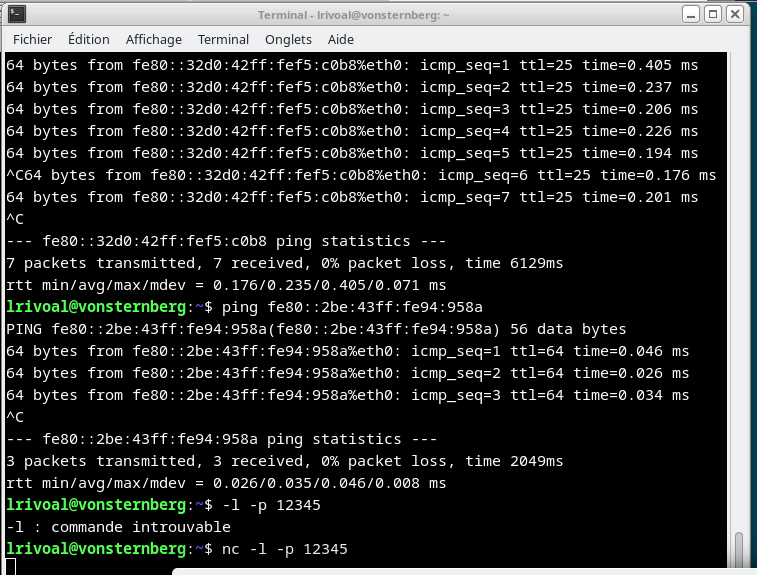 Terminal - lrivoal@vonsternberg: ~
Fichier Édition Affichage Terminal Onglets Aide
64 bytes from fe80::32d0:42ff:fef5:c0b8%eth0: icmp_seq=1 ttl=25 time=0.405 ms
64 bytes from fe80::32d0:42ff:fef5:c0b8%eth0: icmp_seq=2 ttl=25 time=0.237 ms
64 bytes from fe80::32d0:42ff:fef5:c0b8%eth0: icmp_seq=3 ttl=25 time=0.206 ms
64 bytes from fe80::32d0:42ff:fef5:c0b8%eth0: icmp_seq=4 ttl=25 time=0.226 ms
64 bytes from fe80::32d0:42ff:fef5:c0b8%eth0: icmp_seq=5 ttl=25 time=0.194 ms
^C64 bytes from fe80::32d0:42ff:fef5:c0b8%eth0: icmp_seq=6 ttl=25 time=0.176 ms
64 bytes from fe80::32d0:42ff:fef5:c0b8%eth0: icmp_seq=7 ttl=25 time=0.201 ms
^C
--- fe80::32d0:42ff:fef5:c0b8 ping statistics ---
7 packets transmitted, 7 received, 0% packet loss, time 6129ms
rtt min/avg/max/mdev = 0.176/0.235/0.405/0.071 ms
lrivoal@vonsternberg:~$ ping fe80::2be:43ff:fe94:958a
PING fe80::2be:43ff:fe94:958a(fe80::2be:43ff:fe94:958a) 56 data bytes
64 bytes from fe80::2be:43ff:fe94:958a%eth0: icmp_seq=1 ttl=64 time=0.046 ms
64 bytes from fe80::2be:43ff:fe94:958a%eth0: icmp_seq=2 ttl=64 time=0.026 ms
64 bytes from fe80::2be:43ff:fe94:958a%eth0: icmp_seq=3 ttl=64 time=0.034 ms
^C
--- fe80::2be:43ff:fe94:958a ping statistics ---
3 packets transmitted, 3 received, 0% packet loss, time 2049ms
rtt min/avg/max/mdev = 0.026/0.035/0.046/0.008 ms
lrivoal@vonsternberg:~$ -l -p 12345
-l : commande introuvable
lrivoal@vonsternberg:~$ nc -l -p 12345